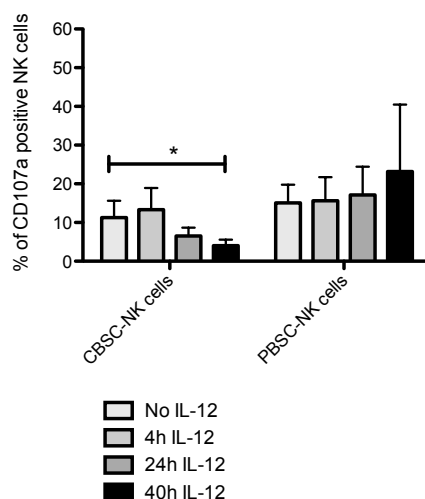 % of CD107a positive NK cells
60
50
40
30
20
10
0
*
CBSC-NK cells
PBSC-NK cells
No IL-12
4h IL-12
24h IL-12
40h IL-12